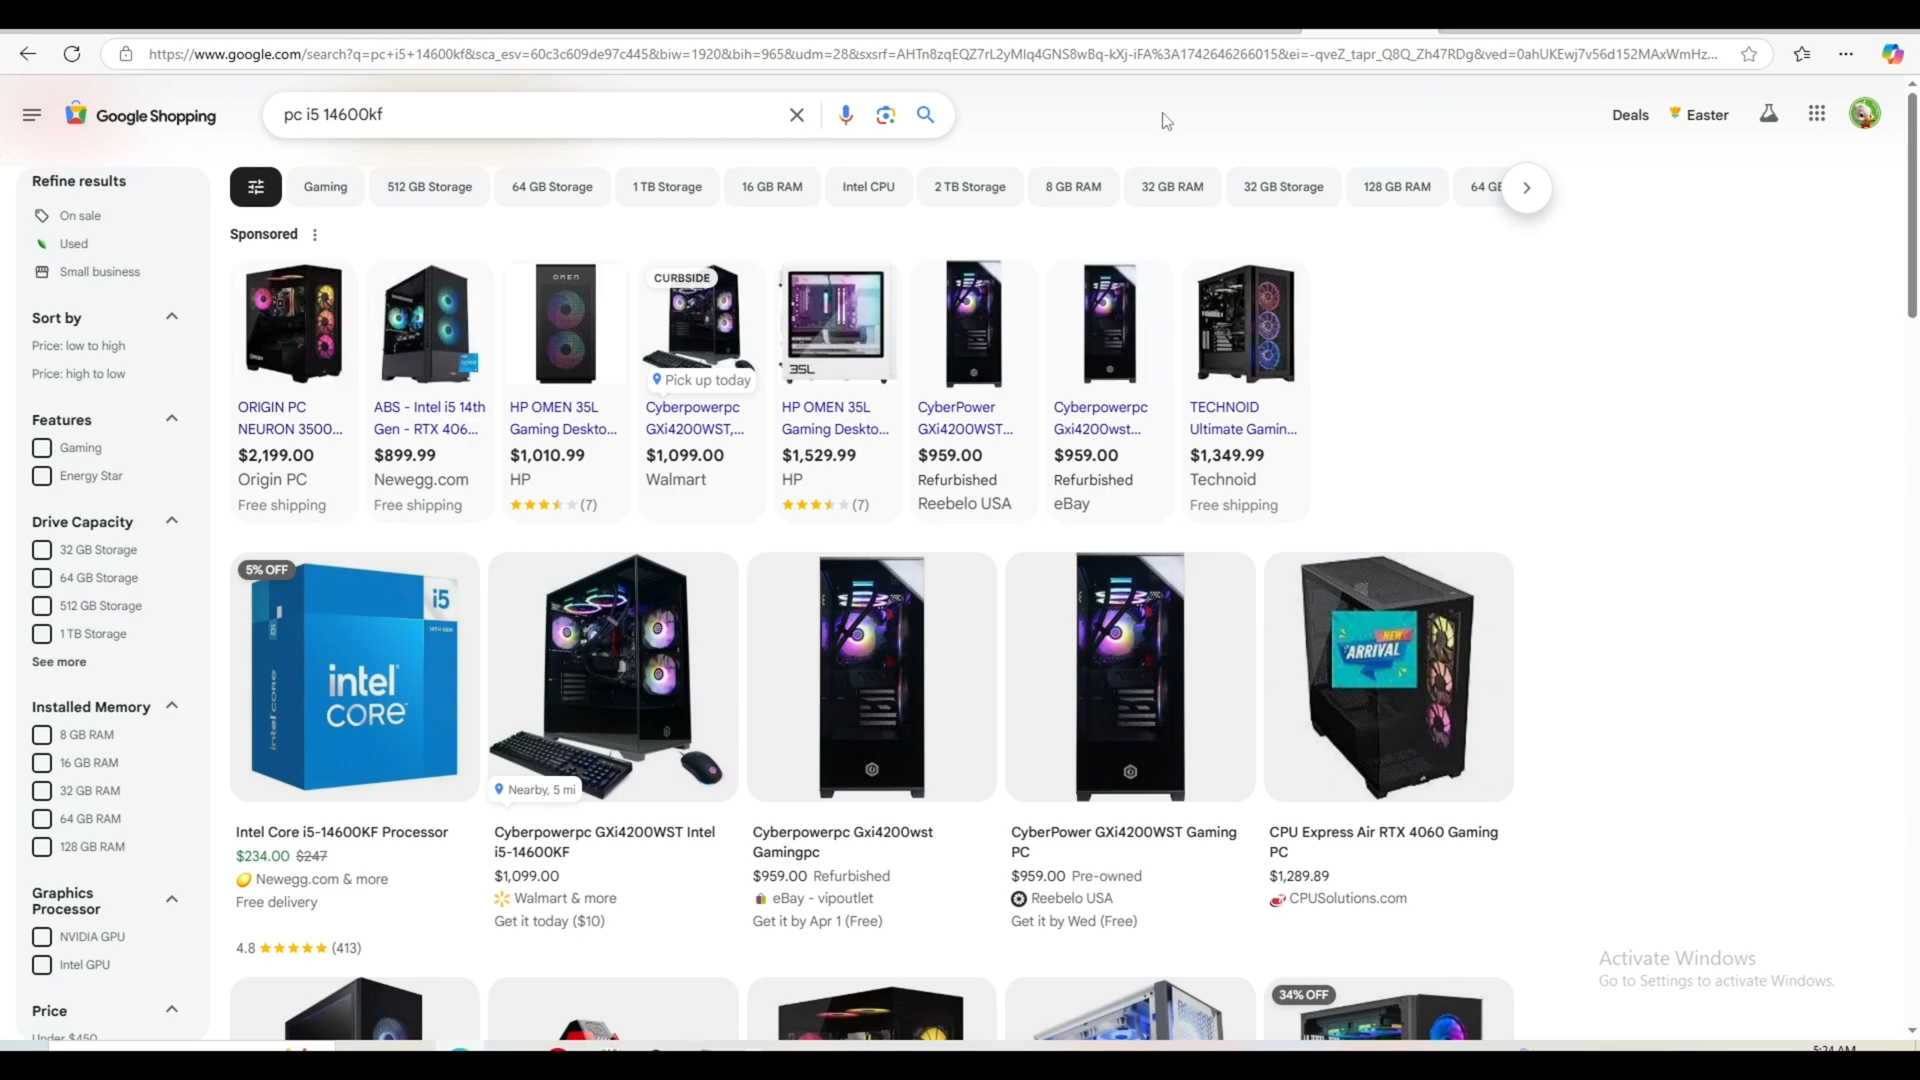 https://www.google.com/search?q=pc+i5+14600kf&sca_esv=60c3c609de97c445&biw=1920&bih=965&udm=28&sxsrf=AHTn8zqEQZ7rL2yMlq4GNS8wBq-kXj-iFA%3A1742646266015&ei=-qveZ_tapr_Q8Q_Zh47RDg&ved=0ahUKEwj7v56d152MAxWmHz...
Google Shopping
pc i5 14600kf
Deals
Easter
Refine results
On sale
Used
Small business
Sort by
Price: low to high
Price: high to low
Features
Gaming
Energy Star
Drive Capacity
32 GB Storage
64 GB Storage
512 GB Storage
1 TB Storage
See more
Installed Memory
8 GB RAM
16 GB RAM
32 GB RAM
64 GB RAM
128 GB RAM
Graphics
Processor
NVIDIA GPU
Intel GPU
Price
Under $450
Gaming
512 GB Storage
64 GB Storage
1 TB Storage
16 GB RAM
Intel CPU
2 TB Storage
8 GB RAM
32 GB RAM
32 GB Storage
128 GB RAM
64 GB
Sponsored
ORIGIN PC
NEURON 3500...
$2,199.00
Origin PC
Free shipping
ABS - Intel i5 14th
Gen - RTX 406...
$899.99
Newegg.com
Free shipping
OMEN
HP OMEN 35L
Gaming Deskto...
$1,010.99
HP
(7)
CURBSIDE
Pick up today
Cyberpowerpc
GXi4200WST,...
$1,099.00
Walmart
35L
HP OMEN 35L
Gaming Deskto...
$1,529.99
HP
(7)
CyberPower
GXi4200WST...
$959.00
Refurbished
Reebelo USA
Cyberpowerpc
Gxi4200wst...
$959.00
Refurbished
eBay
TECHNOID
Ultimate Gamin...
$1,349.99
Technoid
Free shipping
5% OFF
i5
intel
CORE
intel CORE
Intel Core i5-14600KF Processor
$234.00 $247
Newegg.com & more
Free delivery
4.8 (413)
Nearby, 5 mi
Cyberpowerpc GXi4200WST Intel
i5-14600KF
$1,099.00
Walmart & more
Get it today ($10)
Cyberpowerpc Gxi4200wst
Gamingpc
$959.00 Refurbished
eBay - vipoutlet
Get it by Apr 1 (Free)
CyberPower GXi4200WST Gaming
PC
$959.00 Pre-owned
Reebelo USA
Get it by Wed (Free)
NEW
ARRIVAL
CPU Express Air RTX 4060 Gaming
PC
$1,289.89
CPUSolutions.com
34% OFF
Activate Windows
Go to Settings to activate Windows.
5:24 AM